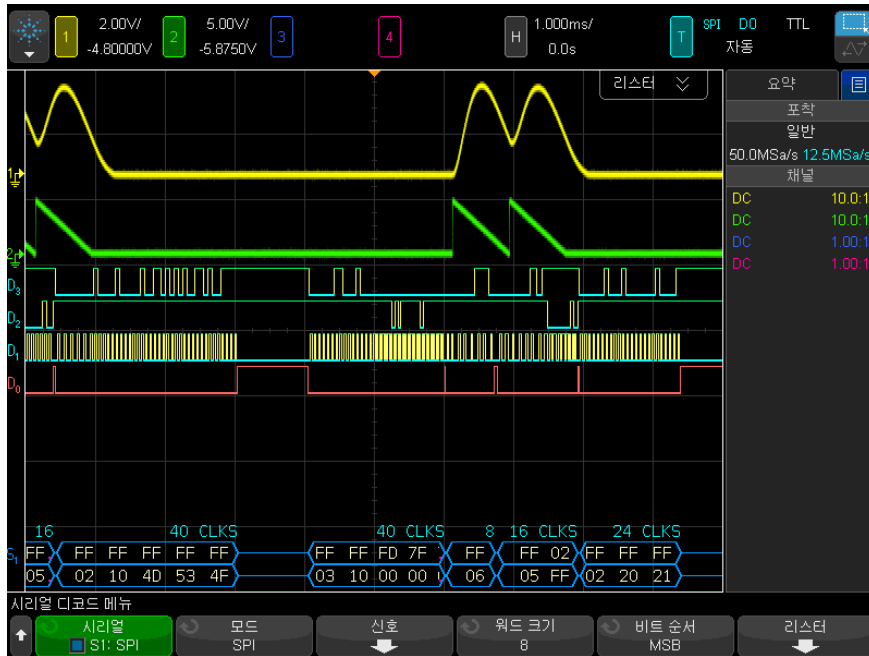 1 2.00V/ 2 5.00V/ 3 4 H 1.000ms/ T SPI D0 TTL
-4.80000V -5.8750V 0.0s 자동
리스터
요약
포착
일반
50.0MSa/s 12.5MSa/s
채널
DC 10.0:1
DC 10.0:1
DC 1.00:1
DC 1.00:1
1
2
D3
D2
D1
D0
16 40 CLKS 40 CLKS 8 16 CLKS 24 CLKS
S1 FF FF FF FF FF FF FF FF FD 7F FF FF 02 FF FF FF
05 02 10 4D 53 4F 03 10 00 00 06 05 FF 02 20 21
시리얼 디코드 메뉴
시리얼 모드 신호 워드 크기 비트 순서 리스터
S1: SPI SPI 8 MSB